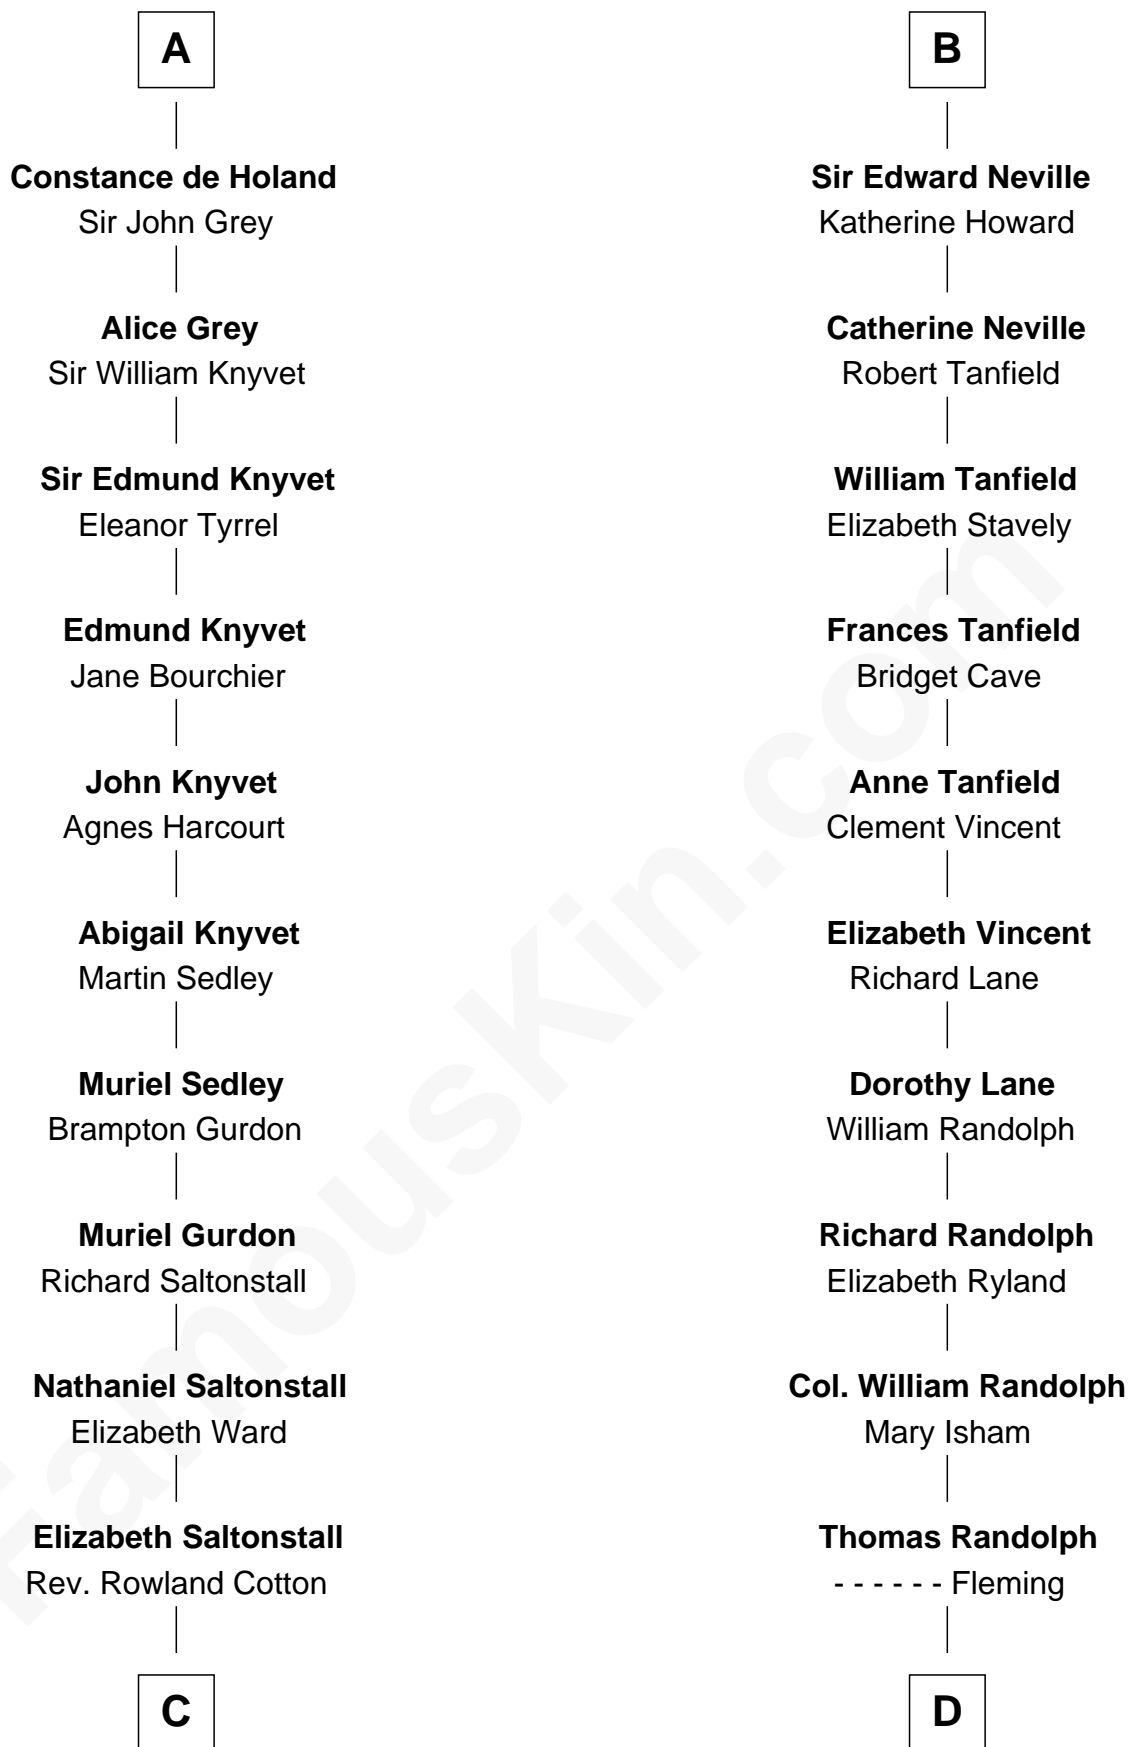 A
Constance de Holand
Sir John Grey
Alice Grey
Sir William Knyvet
Sir Edmund Knyvet
Eleanor Tyrrel
Edmund Knyvet
Jane Bourchier
John Knyvet
Agnes Harcourt
Abigail Knyvet
Martin Sedley
Muriel Sedley
Brampton Gurdon
Muriel Gurdon
Richard Saltonstall
Nathaniel Saltonstall
Elizabeth Ward
Elizabeth Saltonstall
Rev. Rowland Cotton
C
B
Sir Edward Neville
Katherine Howard
Catherine Neville
Robert Tanfield
William Tanfield
Elizabeth Stavely
Frances Tanfield
Bridget Cave
Anne Tanfield
Clement Vincent
Elizabeth Vincent
Richard Lane
Dorothy Lane
William Randolph
Richard Randolph
Elizabeth Ryland
Col. William Randolph
Mary Isham
Thomas Randolph
- - - - - - Fleming
D
FamousKin.com